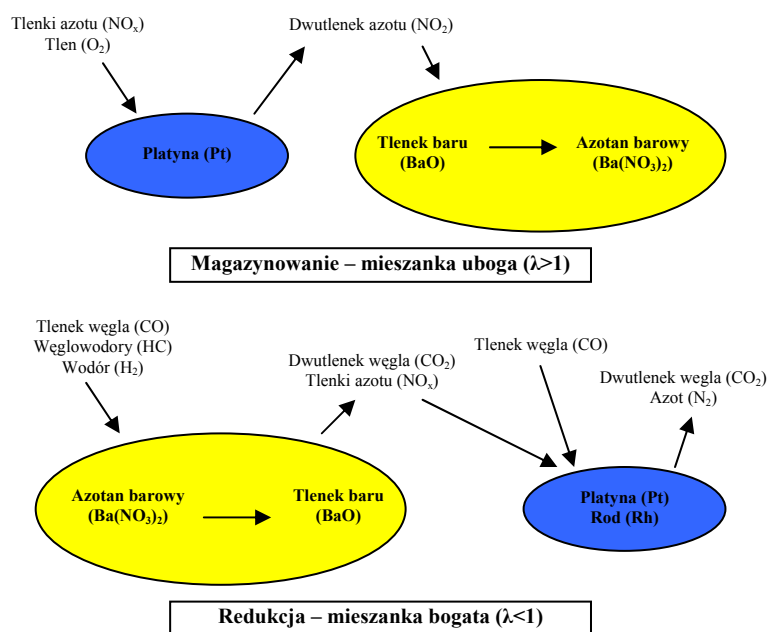 Tlenki azotu (NOₓ)
Tlen (O₂)
Dwutlenek azotu (NO₂)
Platyna (Pt)
Tlenek baru
(BaO)
Azotan barowy
(Ba(NO₃)₂)
Magazynowanie – mieszanka uboga (λ>1)
Tlenek węgla (CO)
Węglowodory (HC)
Wodór (H₂)
Dwutlenek węgla (CO₂)
Tlenki azotu (NOₓ)
Tlenek węgla (CO)
Dwutlenek wegla (CO₂)
Azot (N₂)
Azotan barowy
(Ba(NO₃)₂)
Tlenek baru
(BaO)
Platyna (Pt)
Rod (Rh)
Redukcja – mieszanka bogata (λ<1)